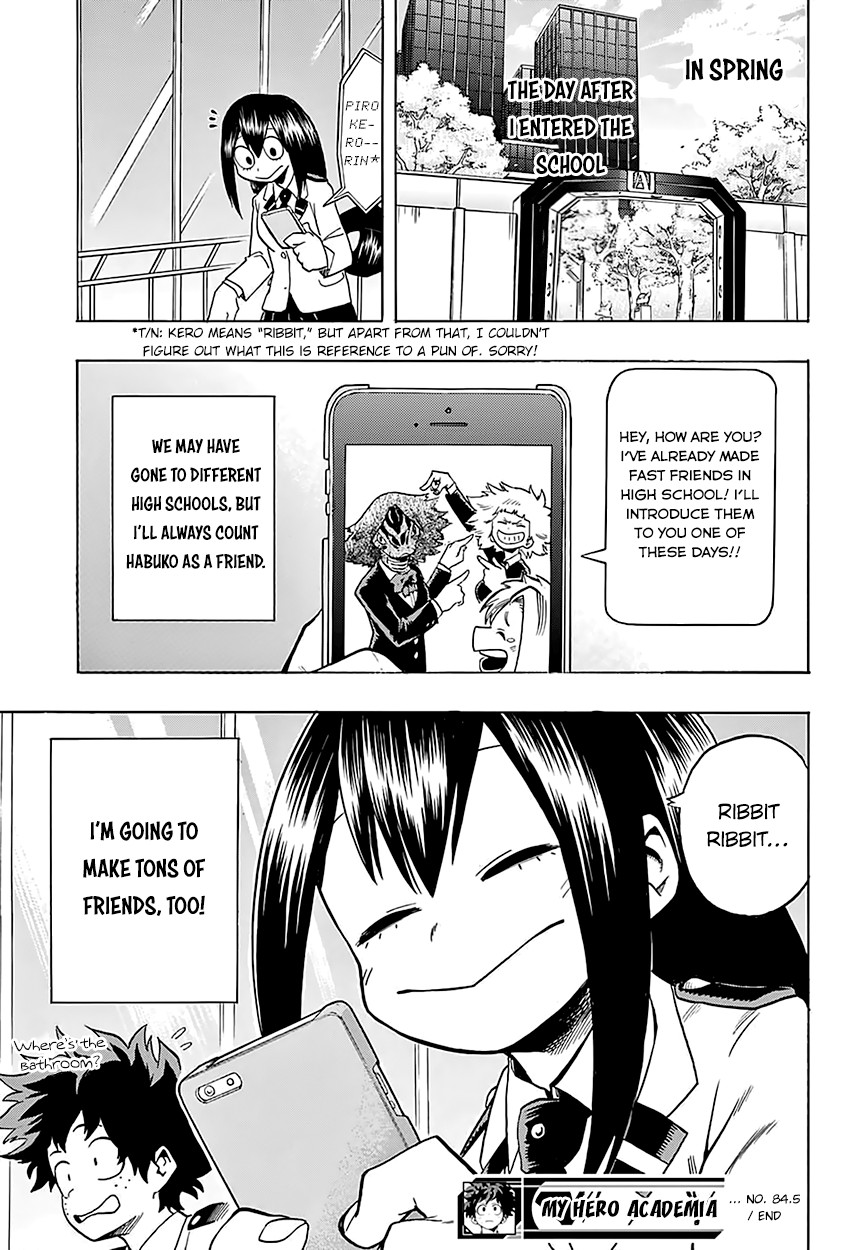 IN SPRING
THE DAY AFTER
I ENTERED THE
SCHOOL
PIRO
KE-
RO--
RIN*
*T/N: KERO MEANS "RIBBIT," BUT APART FROM THAT, I COULDN'T
FIGURE OUT WHAT THIS IS REFERENCE TO A PUN OF. SORRY!
HEY, HOW ARE YOU?
I'VE ALREADY MADE
FAST FRIENDS IN
HIGH SCHOOL! I'LL
INTRODUCE THEM
TO YOU ONE OF
THESE DAYS!!
WE MAY HAVE
GONE TO DIFFERENT
HIGH SCHOOLS, BUT
I'LL ALWAYS COUNT
HABUKO AS A FRIEND.
RIBBIT
RIBBIT...
I'M GOING TO
MAKE TONS OF
FRIENDS, TOO!
Where's the
bathroom?
MY HERO ACADEMIA
... NO. 84.5
/ END